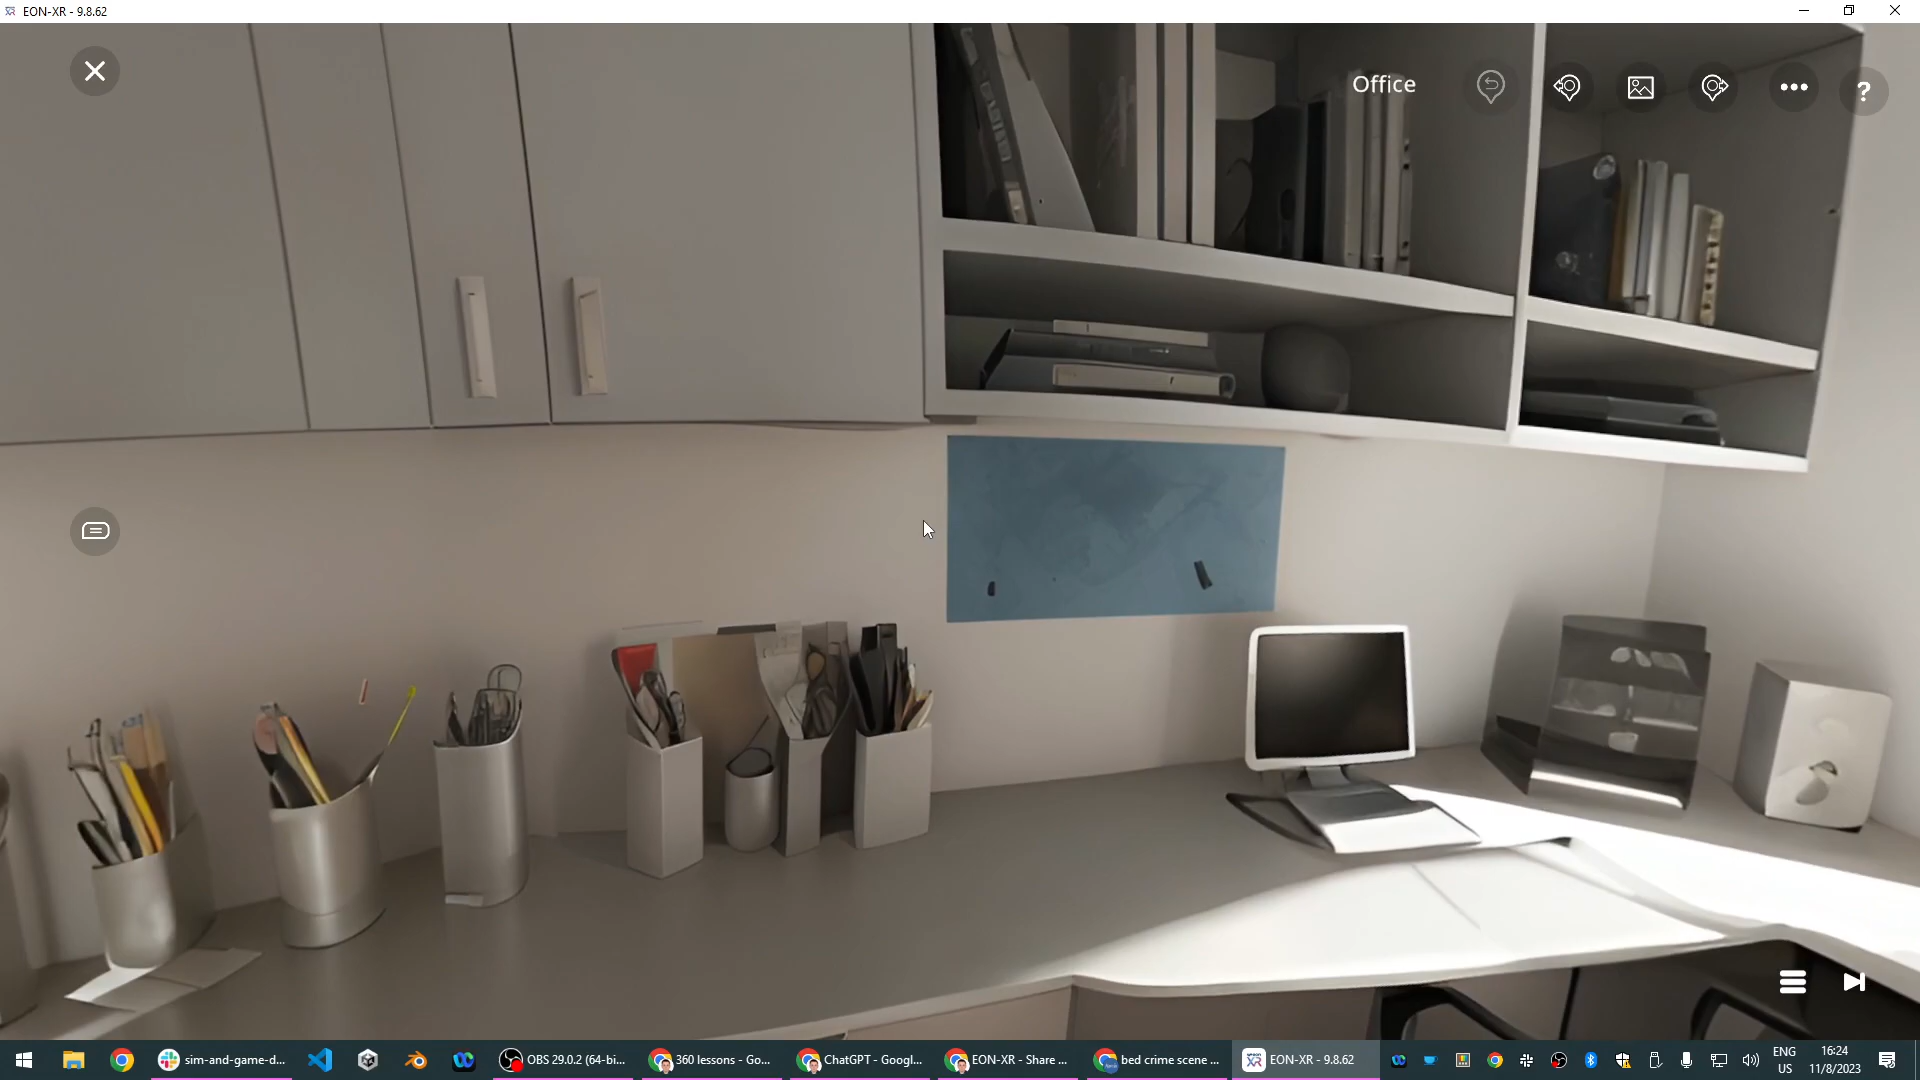 EON-XR - 9.8.62
Office
?
sim-and-game-d...
OBS 29.0.2 (64-bi...
360 lessons - Go...
ChatGPT - Googl...
EON-XR - Share ...
bed crime scene ...
EON-XR - 9.8.62
ENG
US
16:24
11/8/2023